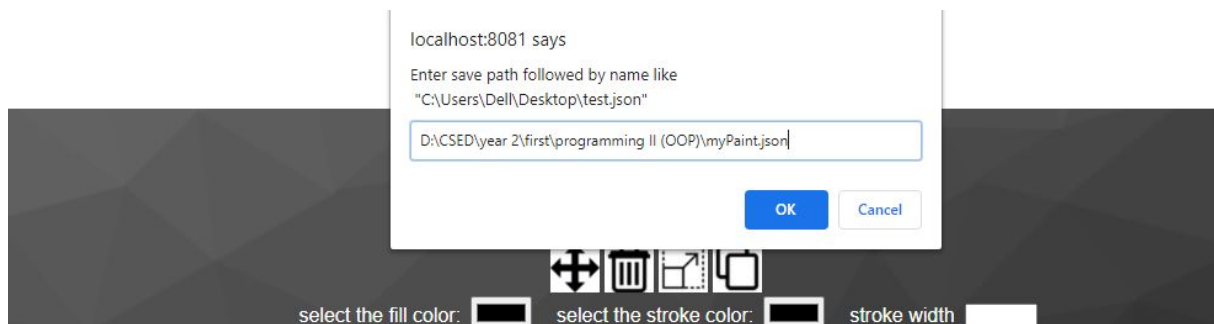 localhost:8081 says
Enter save path followed by name like
"C:\Users\Dell\Desktop\test.json"
D:\CSED\year 2\first\programming II (OOP)\myPaint.json
OK Cancel
select the fill color: select the stroke color: stroke width